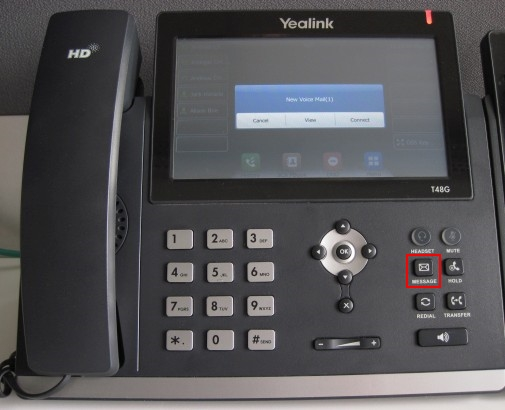 Yealink
HD
New Voice Mail(1)
Cancel View Connect
T48G
1 2 ABC 3 DEF
OK
HEADSET MUTE
4 GHI 5 JKL 6 MNO
MESSAGE HOLD
7 PQRS 8 TUV 9 WXYZ
REDIAL TRANSFER
*. 0 #SEND
- +